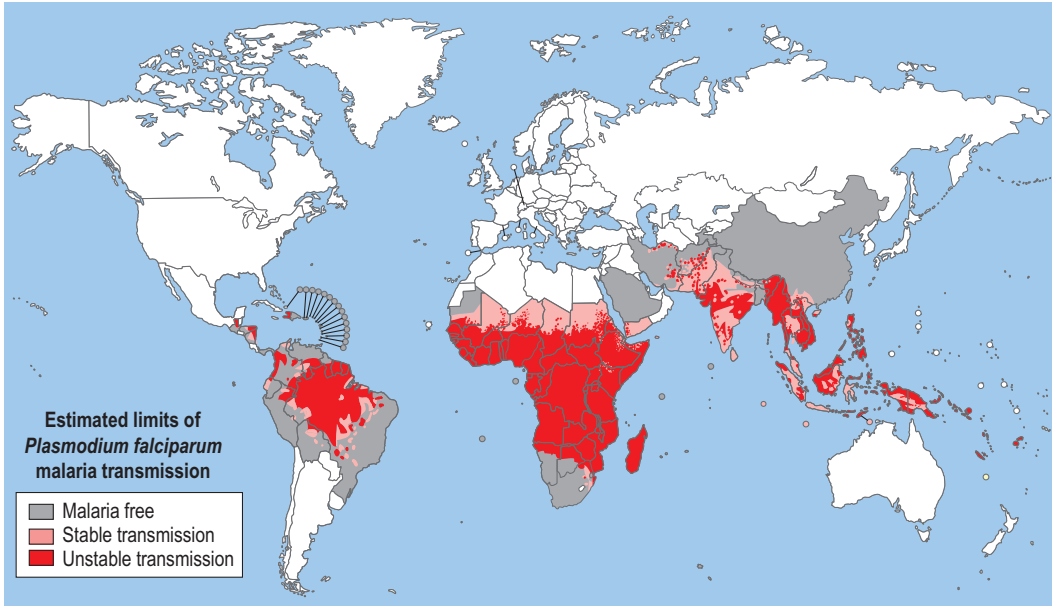 Estimated limits of
Plasmodium falciparum
malaria transmission
Malaria free
Stable transmission
Unstable transmission